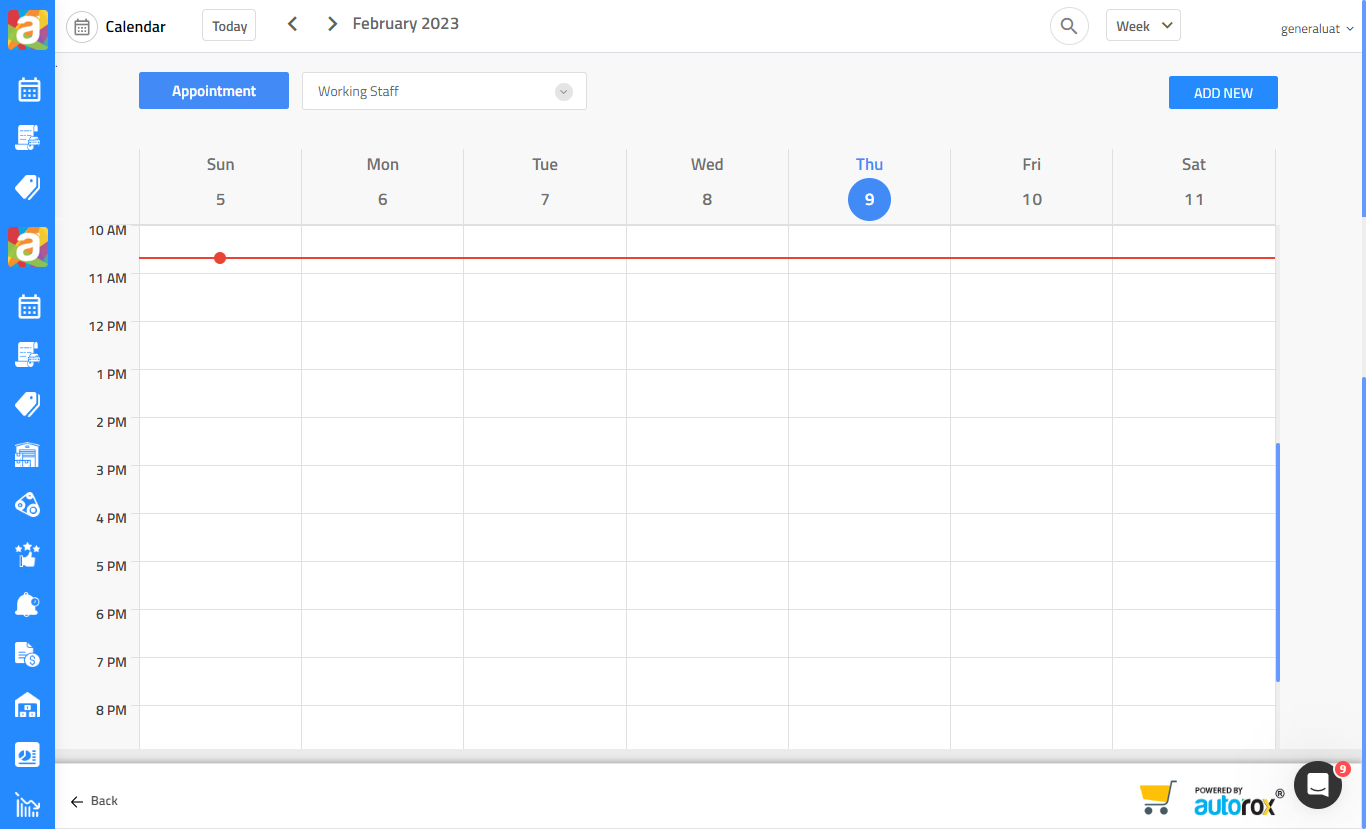 a
Calendar
Today
February 2023
Week
generaluat
Appointment
Working Staff
ADD NEW
Sun
Mon
Tue
Wed
Thu
Fri
Sat
5
6
7
8
9
10
11
10 AM
11 AM
12 PM
1 PM
2 PM
3 PM
4 PM
5 PM
6 PM
7 PM
8 PM
a
$
Back
POWERED BY
autorox®
9